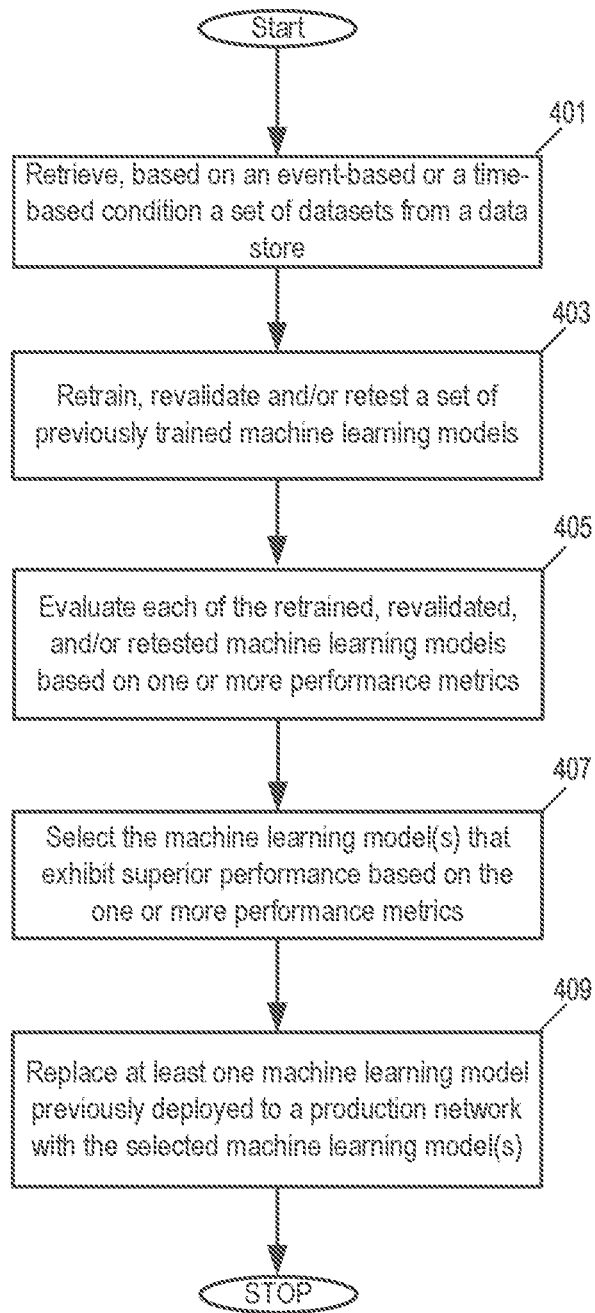 Start
401
Retrieve, based on an event-based or a time-
based condition a set of datasets from a data
store
403
Retrain, revalidate and/or retest a set of
previously trained machine learning models
405
Evaluate each of the retrained, revalidated,
and/or retested machine learning models
based on one or more performance metrics
407
Select the machine learning model(s) that
exhibit superior performance based on the
one or more performance metrics
409
Replace at least one machine learning model
previously deployed to a production network
with the selected machine learning model(s)
STOP